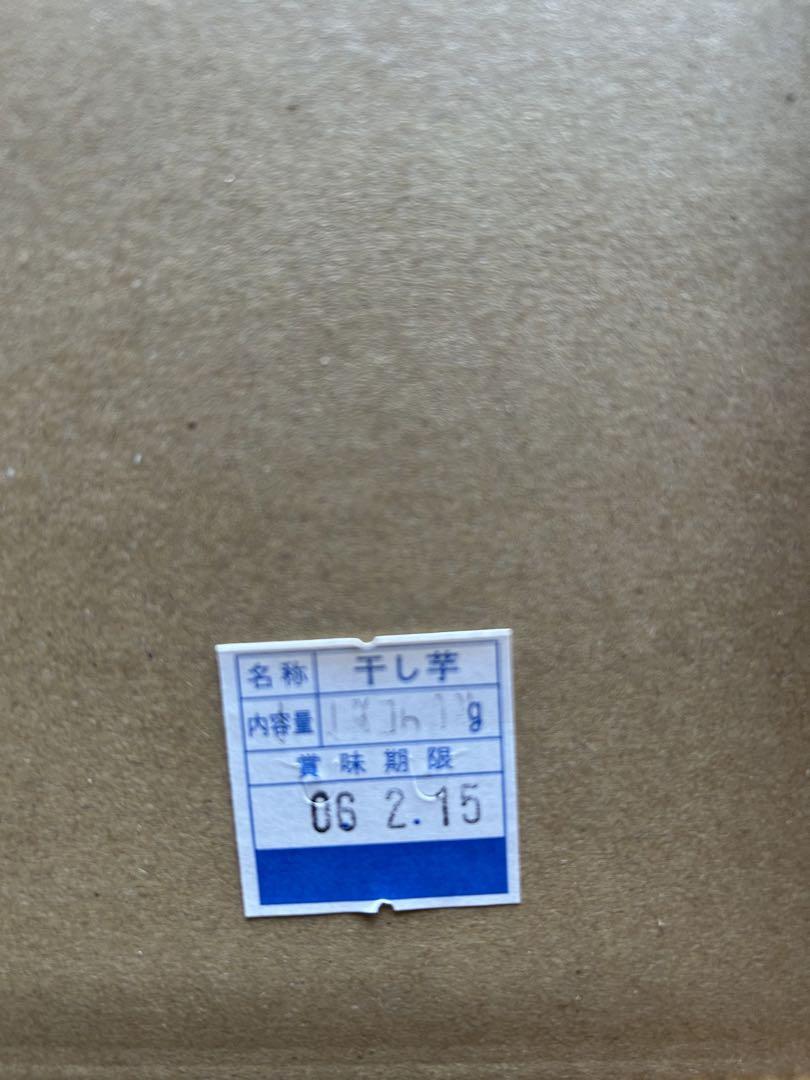 名称 干し芋
内容量 g
賞味期限
06 2.15